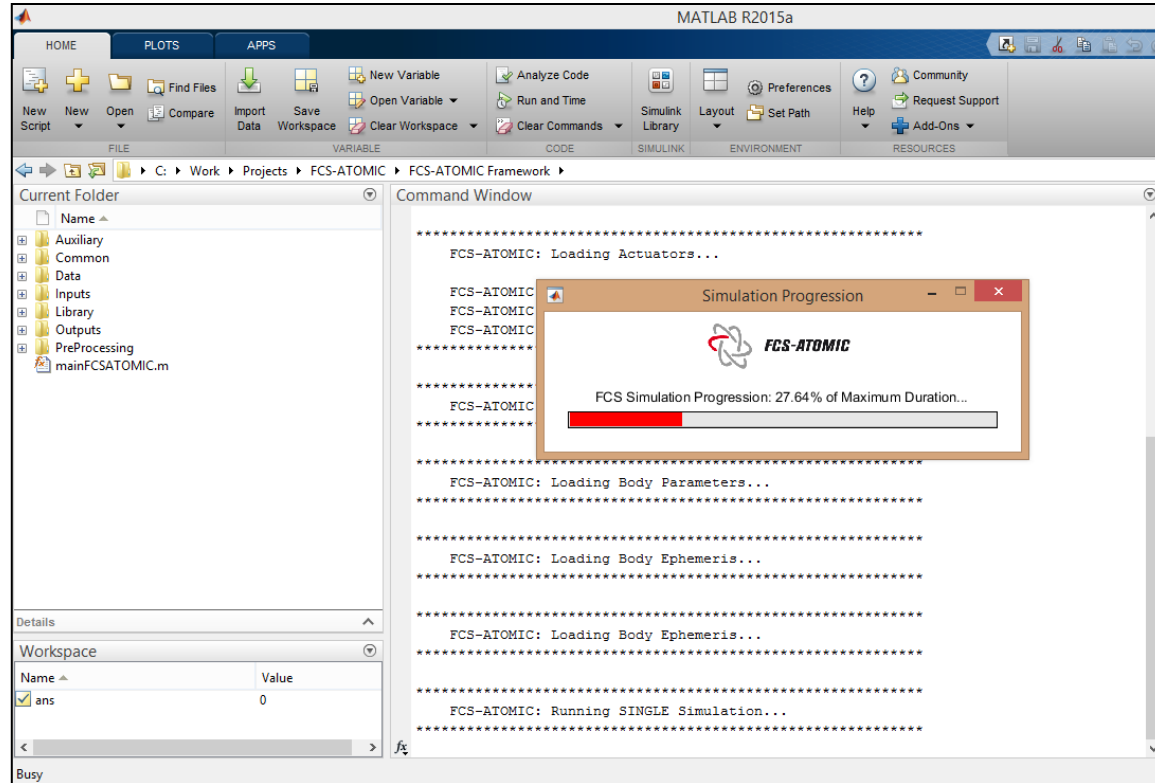 MATLAB R2015a
HOME PLOTS APPS
New Script
New
Open
Find Files
Compare
FILE
Import Data
Save Workspace
New Variable
Open Variable
Clear Workspace
VARIABLE
Analyze Code
Run and Time
Clear Commands
CODE
Simulink Library
SIMULINK
Layout
Preferences
Set Path
ENVIRONMENT
Help
Community
Request Support
Add-Ons
RESOURCES
C: Work Projects FCS-ATOMIC FCS-ATOMIC Framework
Current Folder
Name
Auxiliary
Common
Data
Inputs
Library
Outputs
PreProcessing
mainFCSATOMIC.m
Details
Workspace
Name Value
ans 0
Busy
Command Window
************************************************************
FCS-ATOMIC: Loading Actuators...
FCS-ATOMIC
FCS-ATOMIC
FCS-ATOMIC
**************
**************
FCS-ATOMIC
**************
************************************************************
FCS-ATOMIC: Loading Body Parameters...
************************************************************
************************************************************
FCS-ATOMIC: Loading Body Ephemeris...
************************************************************
************************************************************
FCS-ATOMIC: Loading Body Ephemeris...
************************************************************
************************************************************
FCS-ATOMIC: Running SINGLE Simulation...
************************************************************
fx
Simulation Progression
FCS-ATOMIC
FCS Simulation Progression: 27.64% of Maximum Duration...